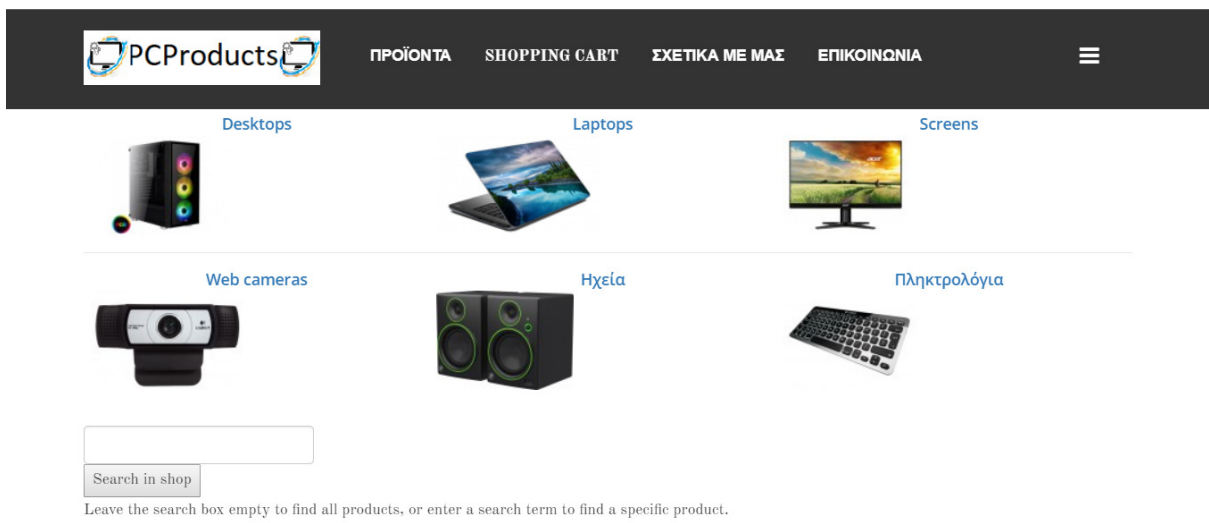 PCProducts
ΠΡΟΪΟΝΤΑ SHOPPING CART ΣΧΕΤΙΚΑ ΜΕ ΜΑΣ ΕΠΙΚΟΙΝΩΝΙΑ
Desktops Laptops Screens
acer
Web cameras Ηχεία Πληκτρολόγια
Search in shop
Leave the search box empty to find all products, or enter a search term to find a specific product.